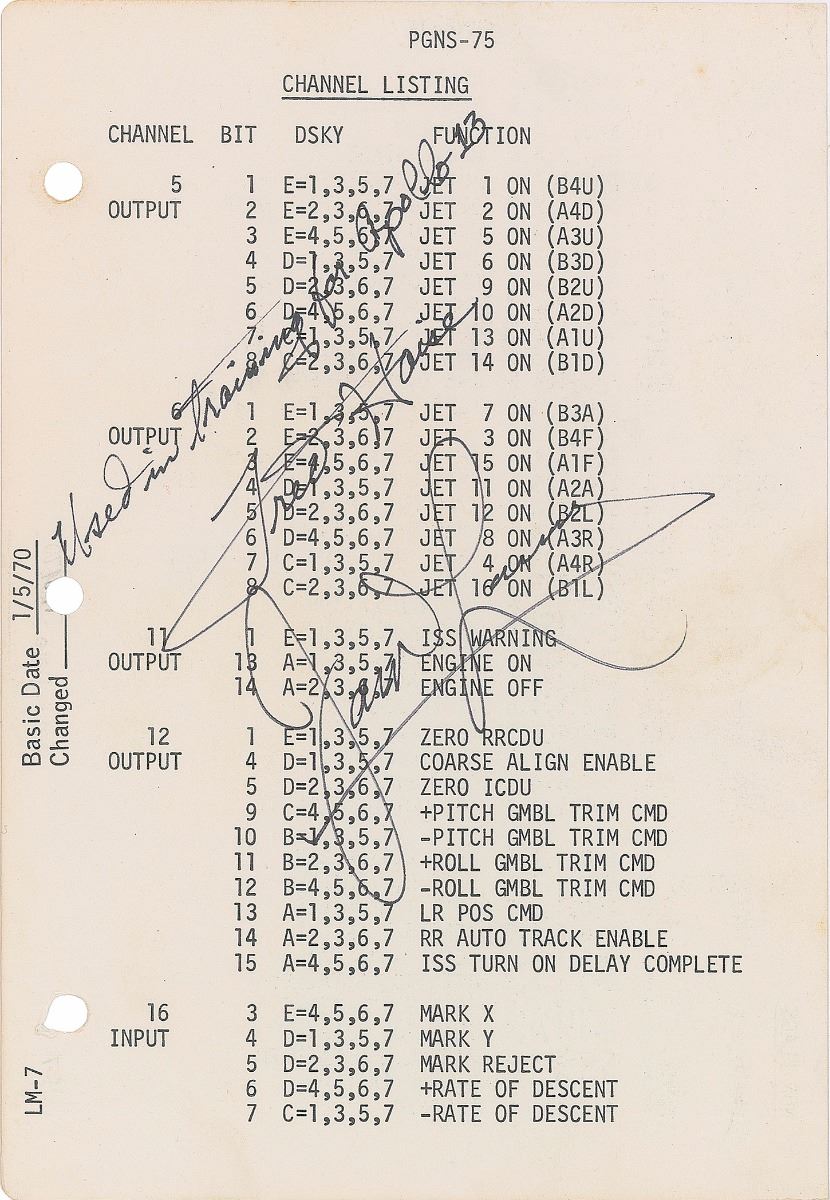 PGNS-75
CHANNEL LISTING
CHANNEL BIT DSKY FUNCTION
5 1 E=1,3,5,7 JET 1 ON (B4U)
OUTPUT 2 E=2,3,6,7 JET 2 ON (A4D)
3 E=4,5,6,7 JET 5 ON (A3U)
4 D=1,3,5,7 JET 6 ON (B3D)
5 D=2,3,6,7 JET 9 ON (B2U)
6 D=4,5,6,7 JET 10 ON (A2D)
7 C=1,3,5,7 JET 13 ON (A1U)
8 C=2,3,6,7 JET 14 ON (B1D)
6 1 E=1,3,5,7 JET 7 ON (B3A)
OUTPUT 2 E=2,3,6,7 JET 3 ON (B4F)
3 E=4,5,6,7 JET 15 ON (A1F)
4 D=1,3,5,7 JET 11 ON (A2A)
5 D=2,3,6,7 JET 12 ON (B2L)
6 D=4,5,6,7 JET 8 ON (A3R)
7 C=1,3,5,7 JET 4 ON (A4R)
8 C=2,3,6,7 JET 16 ON (B1L)
11 1 E=1,3,5,7 ISS WARNING
OUTPUT 13 A=1,3,5,7 ENGINE ON
14 A=2,3,6,7 ENGINE OFF
12 1 E=1,3,5,7 ZERO RRCDU
OUTPUT 4 D=1,3,5,7 COARSE ALIGN ENABLE
5 D=2,3,6,7 ZERO ICDU
9 C=4,5,6,7 +PITCH GMBL TRIM CMD
10 B=1,3,5,7 -PITCH GMBL TRIM CMD
11 B=2,3,6,7 +ROLL GMBL TRIM CMD
12 B=4,5,6,7 -ROLL GMBL TRIM CMD
13 A=1,3,5,7 LR POS CMD
14 A=2,3,6,7 RR AUTO TRACK ENABLE
15 A=4,5,6,7 ISS TURN ON DELAY COMPLETE
16 3 E=4,5,6,7 MARK X
INPUT 4 D=1,3,5,7 MARK Y
5 D=2,3,6,7 MARK REJECT
6 D=4,5,6,7 +RATE OF DESCENT
7 C=1,3,5,7 -RATE OF DESCENT
Used in training for Apollo 13
Fred Haise
James Lovell
Basic Date 1/5/70
Changed
LM-7